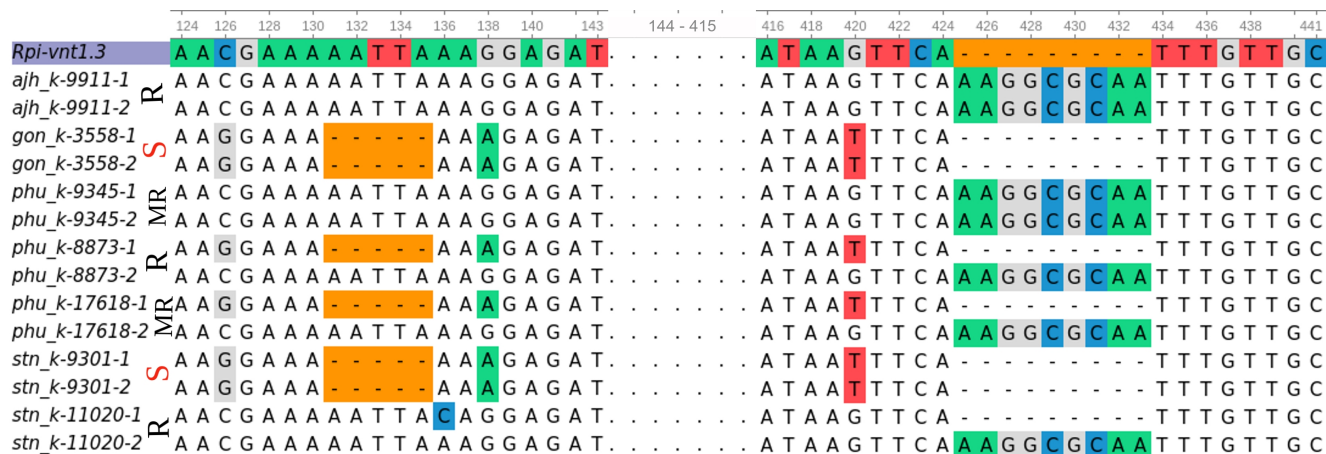 124 126 128 130 132 134 136 138 140 143 144 - 415 416 418 420 422 424 426 428 430 432 434 436 438 441
Rpi-vnt1.3 A A C G A A A A A T T A A A G G A G A T . . . . . . . A T A A G T T C A - - - - - - - - - T T T G T T G C
ajh_k-9911-1 A A C G A A A A A T T A A A G G A G A T . . . . . . . A T A A G T T C A A A G G C G C A A T T T G T T G C
R
ajh_k-9911-2 A A C G A A A A A T T A A A G G A G A T . . . . . . . A T A A G T T C A A A G G C G C A A T T T G T T G C
gon_k-3558-1 A A G G A A A - - - - - A A A G A G A T . . . . . . . A T A A T T T C A - - - - - - - - - T T T G T T G C
S
gon_k-3558-2 A A G G A A A - - - - - A A A G A G A T . . . . . . . A T A A T T T C A - - - - - - - - - T T T G T T G C
phu_k-9345-1 A A C G A A A A A T T A A A G G A G A T . . . . . . . A T A A G T T C A A A G G C G C A A T T T G T T G C
MR
phu_k-9345-2 A A C G A A A A A T T A A A G G A G A T . . . . . . . A T A A G T T C A A A G G C G C A A T T T G T T G C
phu_k-8873-1 A A G G A A A - - - - - A A A G A G A T . . . . . . . A T A A T T T C A - - - - - - - - - T T T G T T G C
R
phu_k-8873-2 A A C G A A A A A T T A A A G G A G A T . . . . . . . A T A A G T T C A A A G G C G C A A T T T G T T G C
phu_k-17618-1 A A G G A A A - - - - - A A A G A G A T . . . . . . . A T A A T T T C A - - - - - - - - - T T T G T T G C
MR
phu_k-17618-2 A A C G A A A A A T T A A A G G A G A T . . . . . . . A T A A G T T C A A A G G C G C A A T T T G T T G C
stn_k-9301-1 A A G G A A A - - - - - A A A G A G A T . . . . . . . A T A A T T T C A - - - - - - - - - T T T G T T G C
S
stn_k-9301-2 A A G G A A A - - - - - A A A G A G A T . . . . . . . A T A A T T T C A - - - - - - - - - T T T G T T G C
stn_k-11020-1 A A C G A A A A A T T A C A G G A G A T . . . . . . . A T A A G T T C A - - - - - - - - - T T T G T T G C
R
stn_k-11020-2 A A C G A A A A A T T A A A G G A G A T . . . . . . . A T A A G T T C A A A G G C G C A A T T T G T T G C